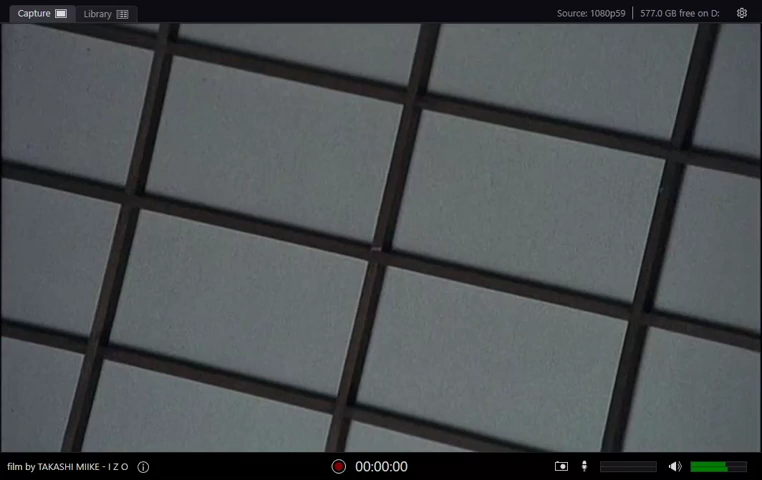 Capture Library Source: 1080p59 577.0 GB free on D:
film by TAKASHI MIIKE - I Z O 00:00:00